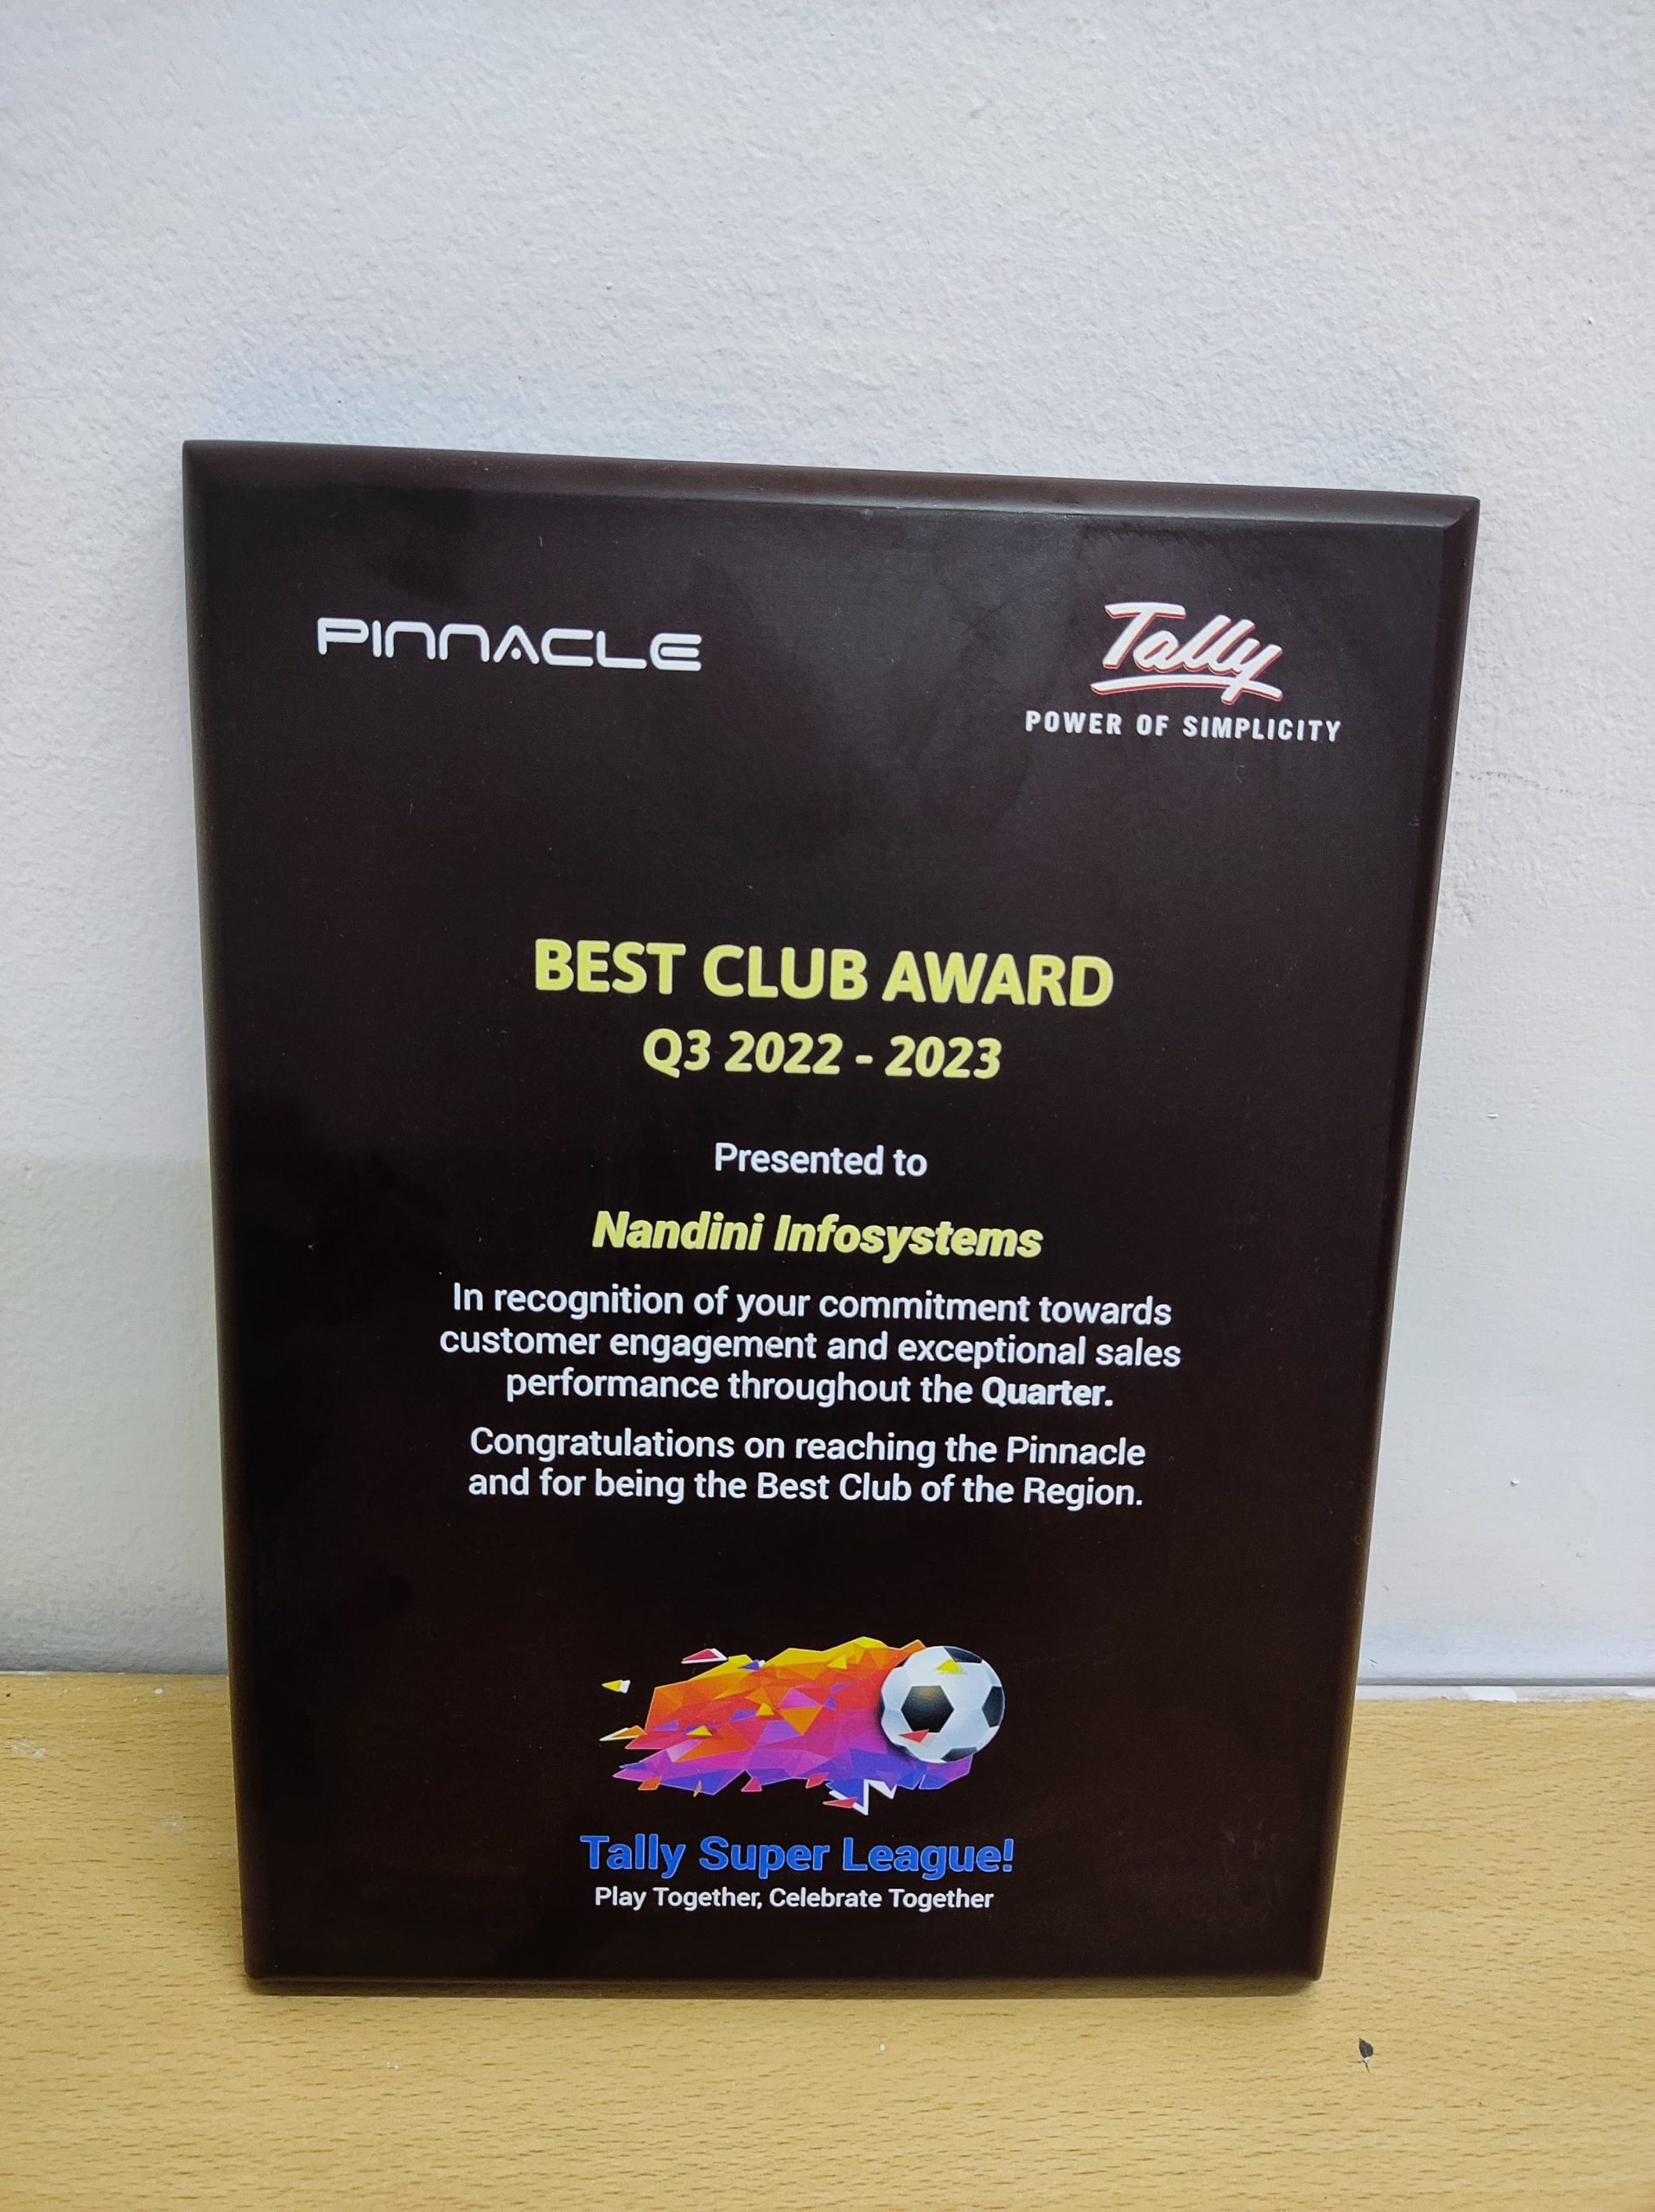 PINNACLE
Tally
POWER OF SIMPLICITY
BEST CLUB AWARD
Q3 2022 - 2023
Presented to
Nandini Infosystems
In recognition of your commitment towards
customer engagement and exceptional sales
performance throughout the Quarter.
Congratulations on reaching the Pinnacle
and for being the Best Club of the Region.
Tally Super League!
Play Together, Celebrate Together